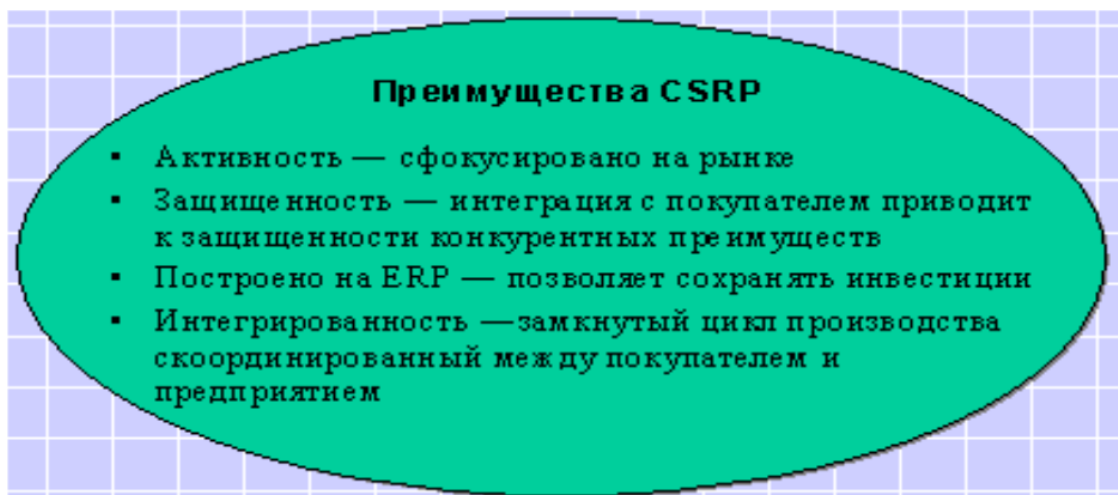 Преимущества CSRP
▪ Активность — сфокусировано на рынке
▪ Защищенность — интеграция с покупателем приводит
к защищенности конкурентных преимуществ
▪ Построено на ERP — позволяет сохранять инвестиции
▪ Интегрированность —замкнутый цикл производства
скоординированный между покупателем и
предприятием